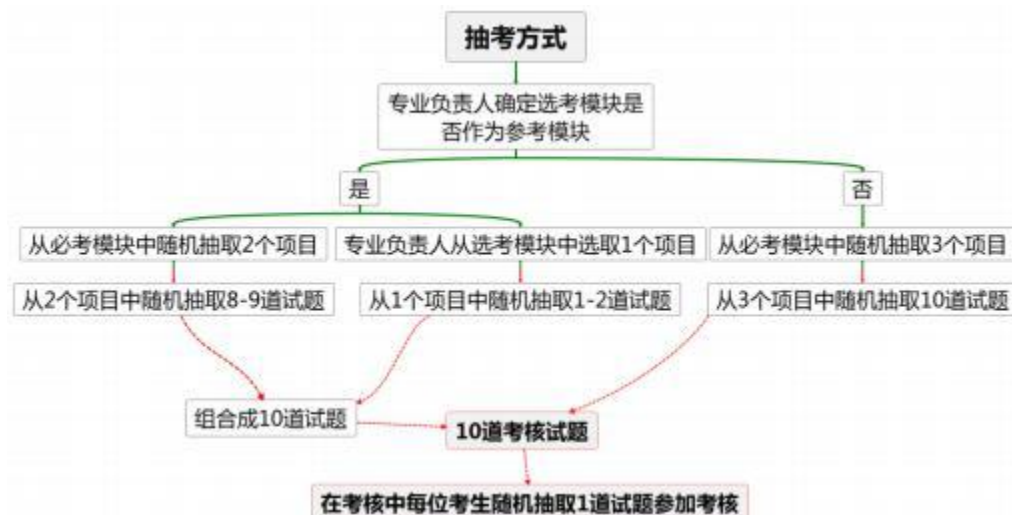 抽考方式
专业负责人确定选考模块是
否作为参考模块
是
否
从必考模块中随机抽取2个项目
专业负责人从选考模块中选取1个项目
从必考模块中随机抽取3个项目
从2个项目中随机抽取8-9道试题
从1个项目中随机抽取1-2道试题
从3个项目中随机抽取10道试题
组合成10道试题
10道考核试题
在考核中每位考生随机抽取1道试题参加考核